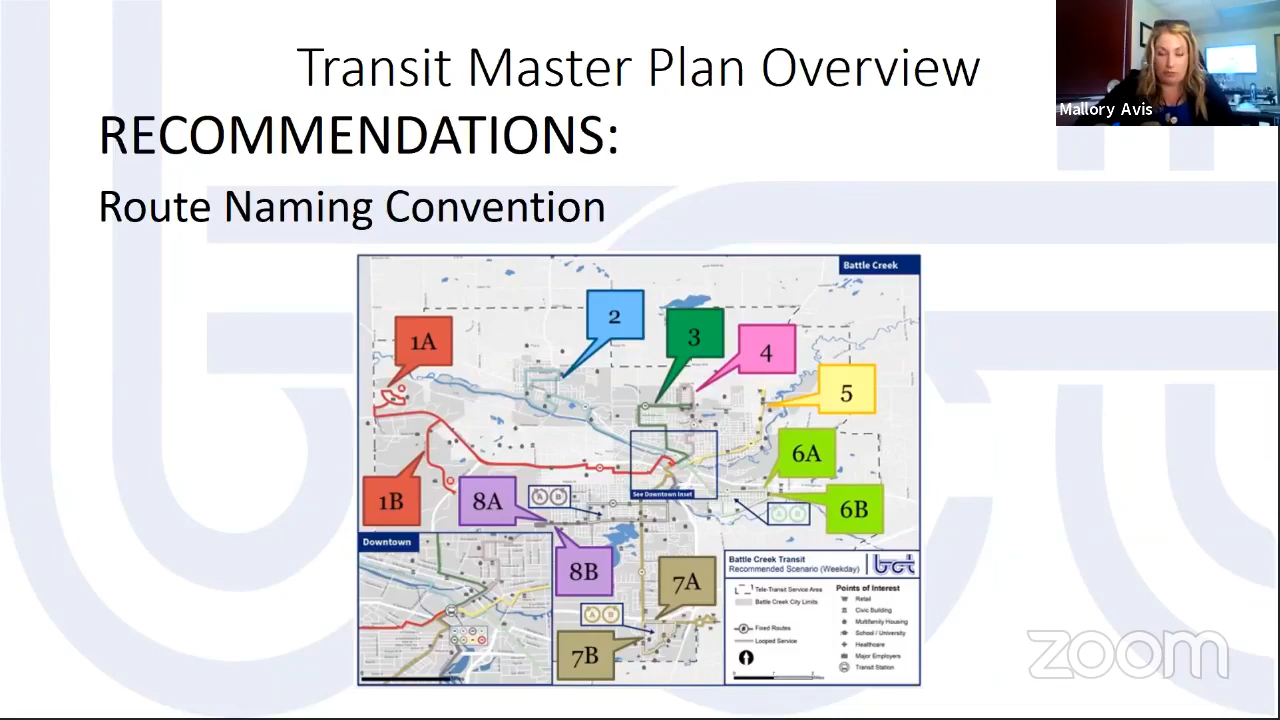 Transit Master Plan Overview
Mallory Avis
RECOMMENDATIONS:
Route Naming Convention
Battle Creek
1A
2
3
4
5
6A
6B
1B
8A
A B
See Downtown Inset
Downtown
8B
7A
7B
Battle Creek Transit
Recommended Scenario (Weekday)
bct
Tele-Transit Service Area
Battle Creek City Limits
Fixed Routes
Looped Service
Points of Interest
Retail
Civic Building
Multifamily Housing
School / University
Healthcare
Major Employers
Transit Station
zoom